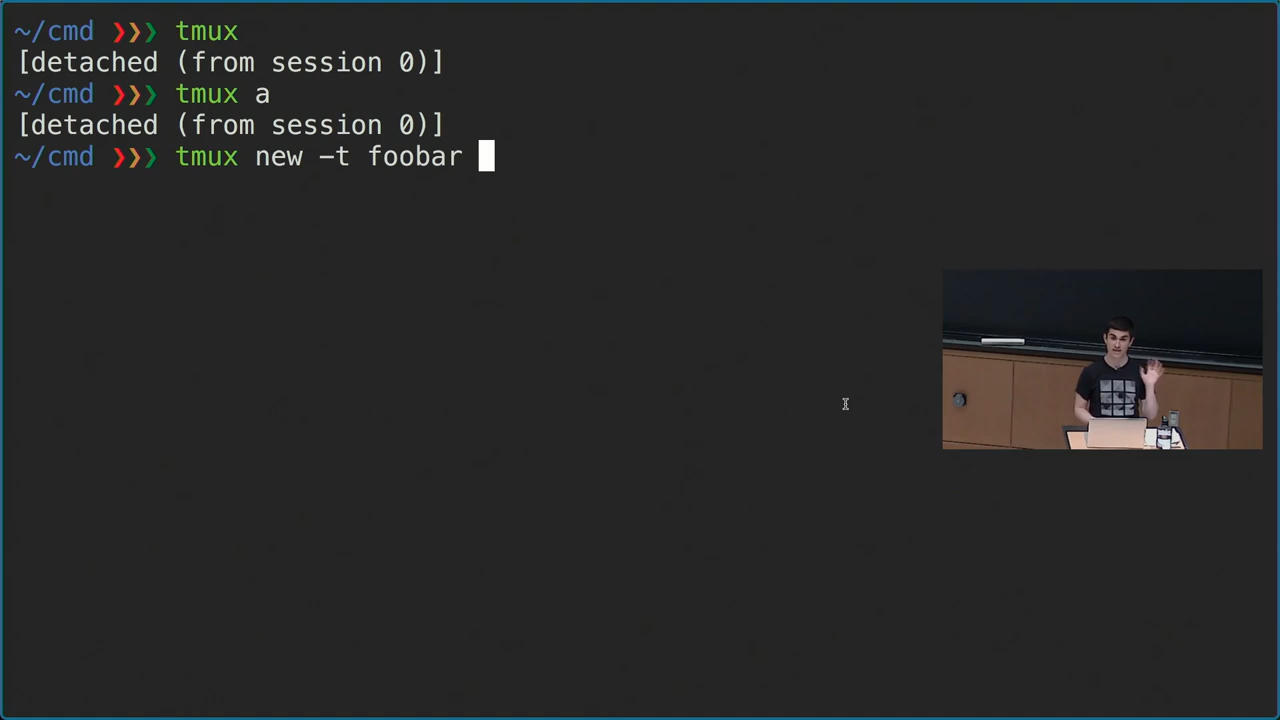 ~/cmd ❯❯❯ tmux
[detached (from session 0)]
~/cmd ❯❯❯ tmux a
[detached (from session 0)]
~/cmd ❯❯❯ tmux new -t foobar